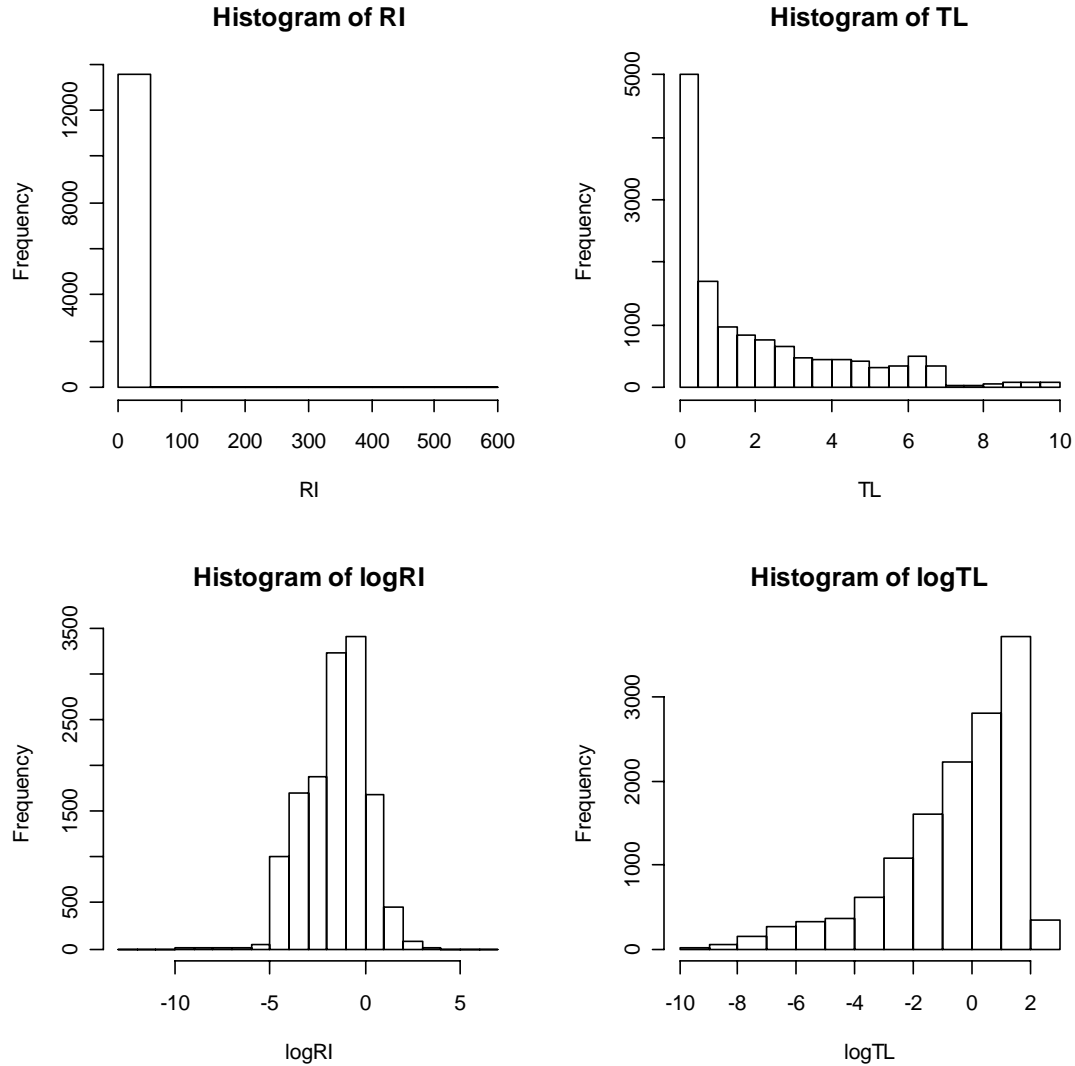 Histogram of RI
Frequency
0 4000 8000 12000
0 100 200 300 400 500 600
RI
Histogram of TL
Frequency
0 1000 3000 5000
0 2 4 6 8 10
TL
Histogram of logRI
Frequency
0 500 1500 2500 3500
-10 -5 0 5
logRI
Histogram of logTL
Frequency
0 1000 2000 3000
-10 -8 -6 -4 -2 0 2
logTL